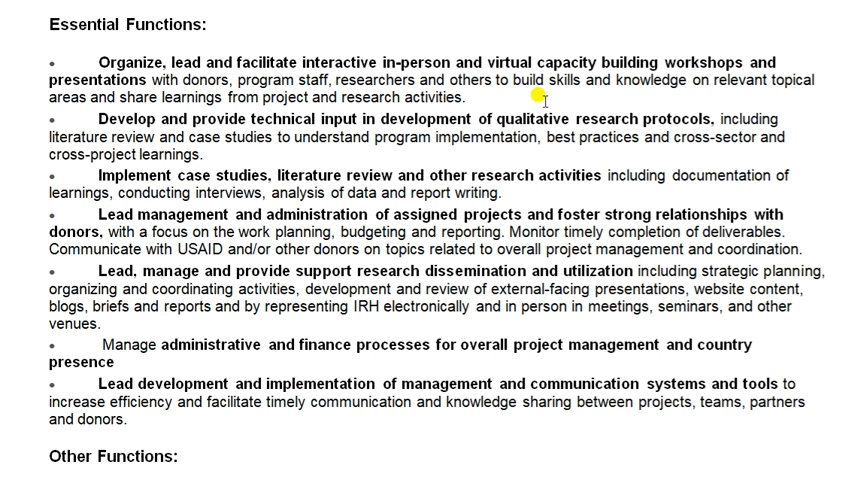 Essential Functions:
• Organize, lead and facilitate interactive in-person and virtual capacity building workshops and
presentations with donors, program staff, researchers and others to build skills and knowledge on relevant topical
areas and share learnings from project and research activities.
• Develop and provide technical input in development of qualitative research protocols, including
literature review and case studies to understand program implementation, best practices and cross-sector and
cross-project learnings.
• Implement case studies, literature review and other research activities including documentation of
learnings, conducting interviews, analysis of data and report writing.
• Lead management and administration of assigned projects and foster strong relationships with
donors, with a focus on the work planning, budgeting and reporting. Monitor timely completion of deliverables.
Communicate with USAID and/or other donors on topics related to overall project management and coordination.
• Lead, manage and provide support research dissemination and utilization including strategic planning,
organizing and coordinating activities, development and review of external-facing presentations, website content,
blogs, briefs and reports and by representing IRH electronically and in person in meetings, seminars, and other
venues.
• Manage administrative and finance processes for overall project management and country
presence
• Lead development and implementation of management and communication systems and tools to
increase efficiency and facilitate timely communication and knowledge sharing between projects, teams, partners
and donors.
Other Functions: